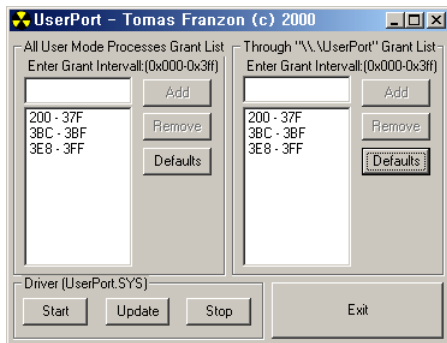 UserPort - Tomas Franzon (c) 2000
All User Mode Processes Grant List
Enter Grant Intervall:(0x000-0x3ff)
Add
200 - 37F
3BC - 3BF
3E8 - 3FF
Remove
Defaults
Through "\\.\UserPort" Grant List
Enter Grant Intervall:(0x000-0x3ff)
Add
200 - 37F
3BC - 3BF
3E8 - 3FF
Remove
Defaults
Driver (UserPort.SYS)
Start
Update
Stop
Exit